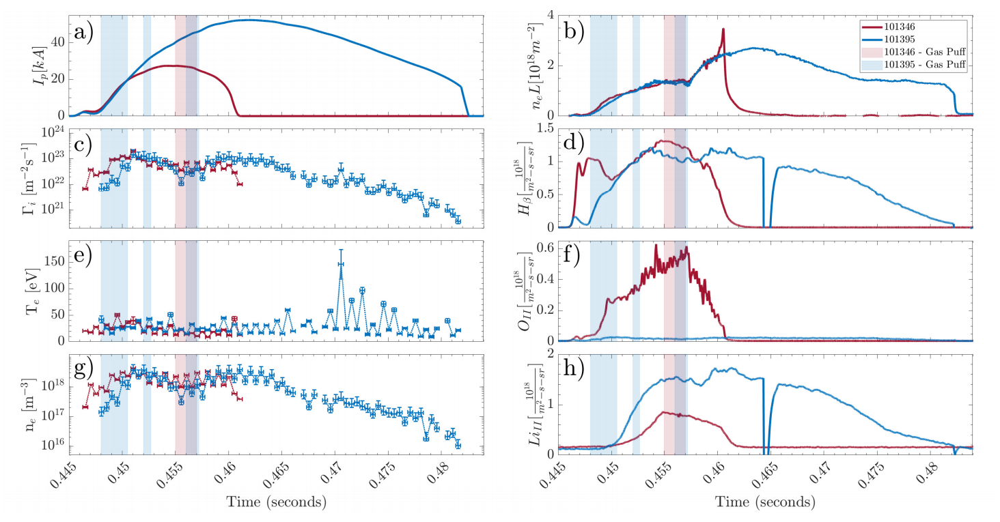 a)
I_p[kA]
40
20
0
b)
n_eL[10^18m^-2]
4
2
0
101346
101395
101346 - Gas Puff
101395 - Gas Puff
c)
Γ_i [m^-2s^-1]
10^24
10^23
10^22
10^21
d)
H_β[10^18/m^2−s−sr]
1.5
1
0.5
0
e)
T_e [eV]
150
100
50
0
f)
O_II[10^18/m^2−s−sr]
0.6
0.4
0.2
0
g)
n_e [m^-3]
10^18
10^17
10^16
h)
Li_II[10^18/m^2−s−sr]
2
1
0
0.445 0.45 0.455 0.46 0.465 0.47 0.475 0.48
Time (seconds)
0.445 0.45 0.455 0.46 0.465 0.47 0.475 0.48
Time (seconds)